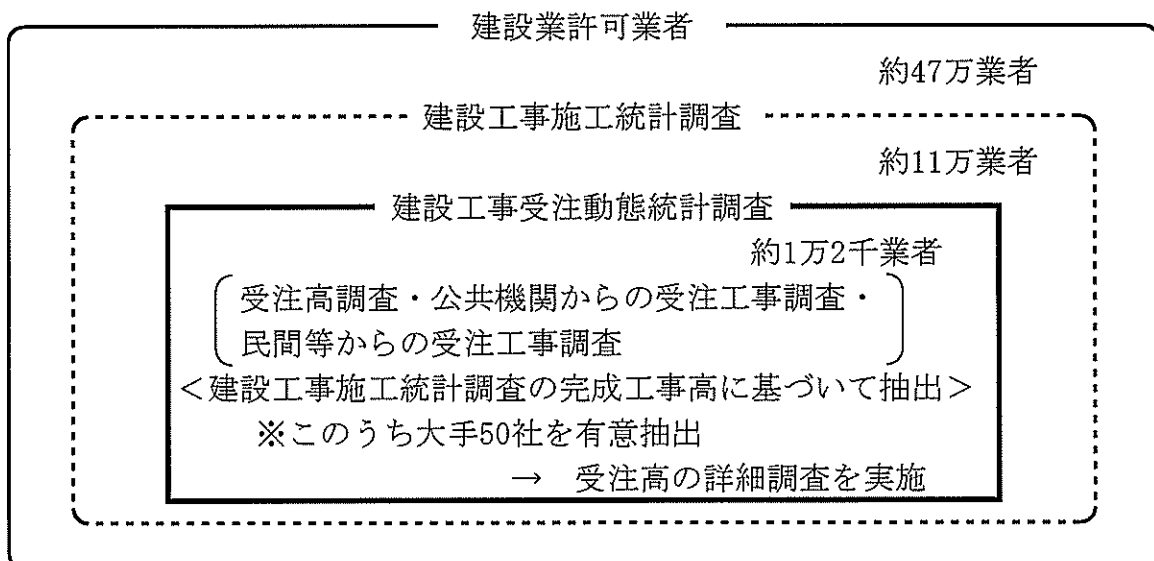 建設業許可業者
約47万業者
建設工事施工統計調査
約11万業者
建設工事受注動態統計調査
約1万2千業者
受注高調査・公共機関からの受注工事調査・
民間等からの受注工事調査
＜建設工事施工統計調査の完成工事高に基づいて抽出＞
※このうち大手50社を有意抽出
→　受注高の詳細調査を実施